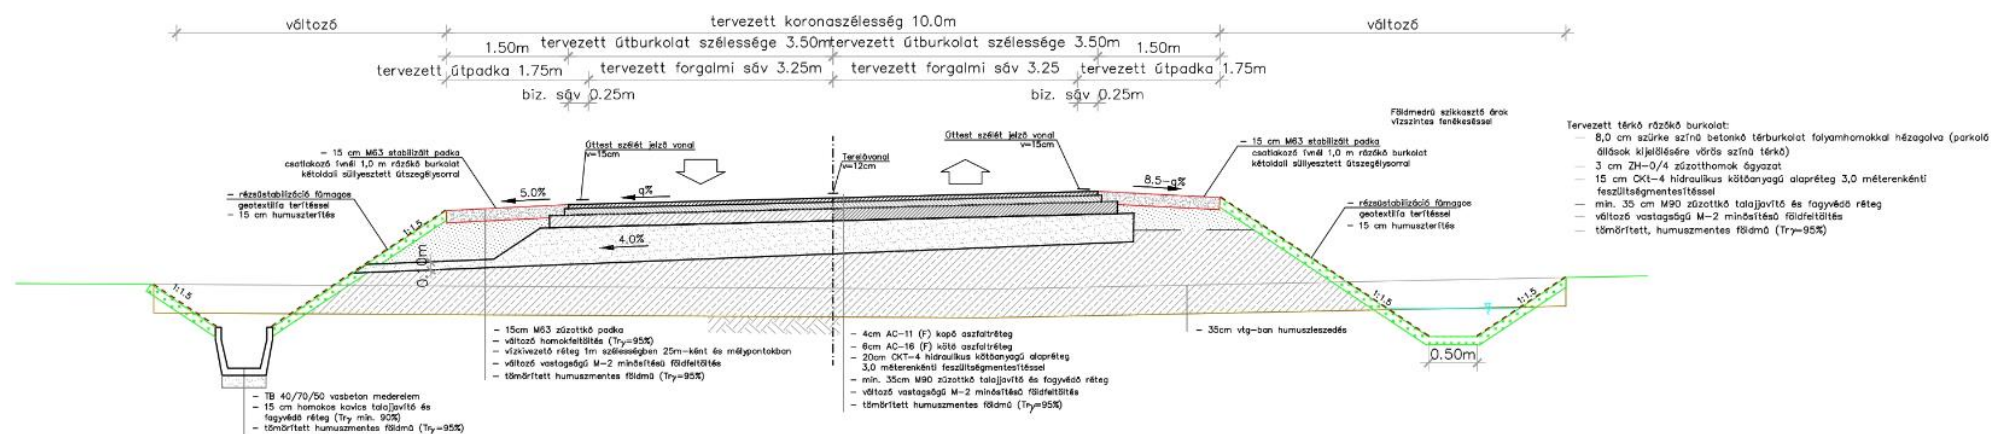 változó
tervezett koronaszélesség 10.0m
változó
1.50m
tervezett útburkolat szélessége 3.50m
tervezett útburkolat szélessége 3.50m
1.50m
tervezett útpadka 1.75m
tervezett forgalmi sáv 3.25m
tervezett forgalmi sáv 3.25
tervezett útpadka 1.75m
biz. sáv 0.25m
biz. sáv 0.25m
Földmedrű szikkasztó árok
vízszintes fenékeséssel
Tervezett térkő rázókő burkolat:
— 8,0 cm szürke színű betonkő térburkolat folyamhomokkal hézagolva (parkoló
állások kijelölésére vörös színű térkő)
— 3 cm ZH-0/4 zúzotthomok ágyazat
— 15 cm CKt-4 hidraulikus kötőanyagú alapréteg 3,0 méterenkénti
feszültségmentesítéssel
— min. 35 cm M90 zúzottkő talajjavító és fagyvédő réteg
— változó vastagságú M-2 minősítésű földfeltöltés
— tömörített, humuszmentes földmű (Trγ=95%)
- 15 cm M63 stabilizált padka
csatlakozó ívnél 1,0 m rázókő burkolat
kétoldali süllyesztett útszegélysorral
Úttest szélét jelző vonal
v=15cm
Terelővonal
v=12cm
Úttest szélét jelző vonal
v=15cm
- 15 cm M63 stabilizált padka
csatlakozó ívnél 1,0 m rázókő burkolat
kétoldali süllyesztett útszegélysorral
- rézsűstabilizáció fűmagos
geotextília terítéssel
- 15 cm humuszterítés
5.0%
q%
8.5-q%
- rézsűstabilizáció fűmagos
geotextília terítéssel
- 15 cm humuszterítés
1:1.5
4.0%
0.10m
1:1.5
1:1.5
1:1.5
- 15cm M63 zúzottkő padka
- változó homokfeltöltés (Trγ=95%)
- vízkivezető réteg 1m szélességben 25m-ként és mélypontokban
- változó vastagságú M-2 minősítésű földfeltöltés
- tömörített humuszmentes földmű (Trγ=95%)
- 4cm AC-11 (F) kopó aszfaltréteg
- 6cm AC-16 (F) kötő aszfaltréteg
- 20cm CKT-4 hidraulikus kötőanyagú alapréteg
3,0 méterenkénti feszültségmentesítéssel
- min. 35cm M90 zúzottkő talajjavító és fagyvédő réteg
- változó vastagságú M-2 minősítésű földfeltöltés
- tömörített humuszmentes földmű (Trγ=95%)
- 35cm vtg-ban humuszleszedés
0.50m
- TB 40/70/50 vasbeton mederelem
- 15 cm homokos kavics talajjavító és
fagyvédő réteg (Trγ min. 90%)
- tömörített humuszmentes földmű (Trγ=95%)